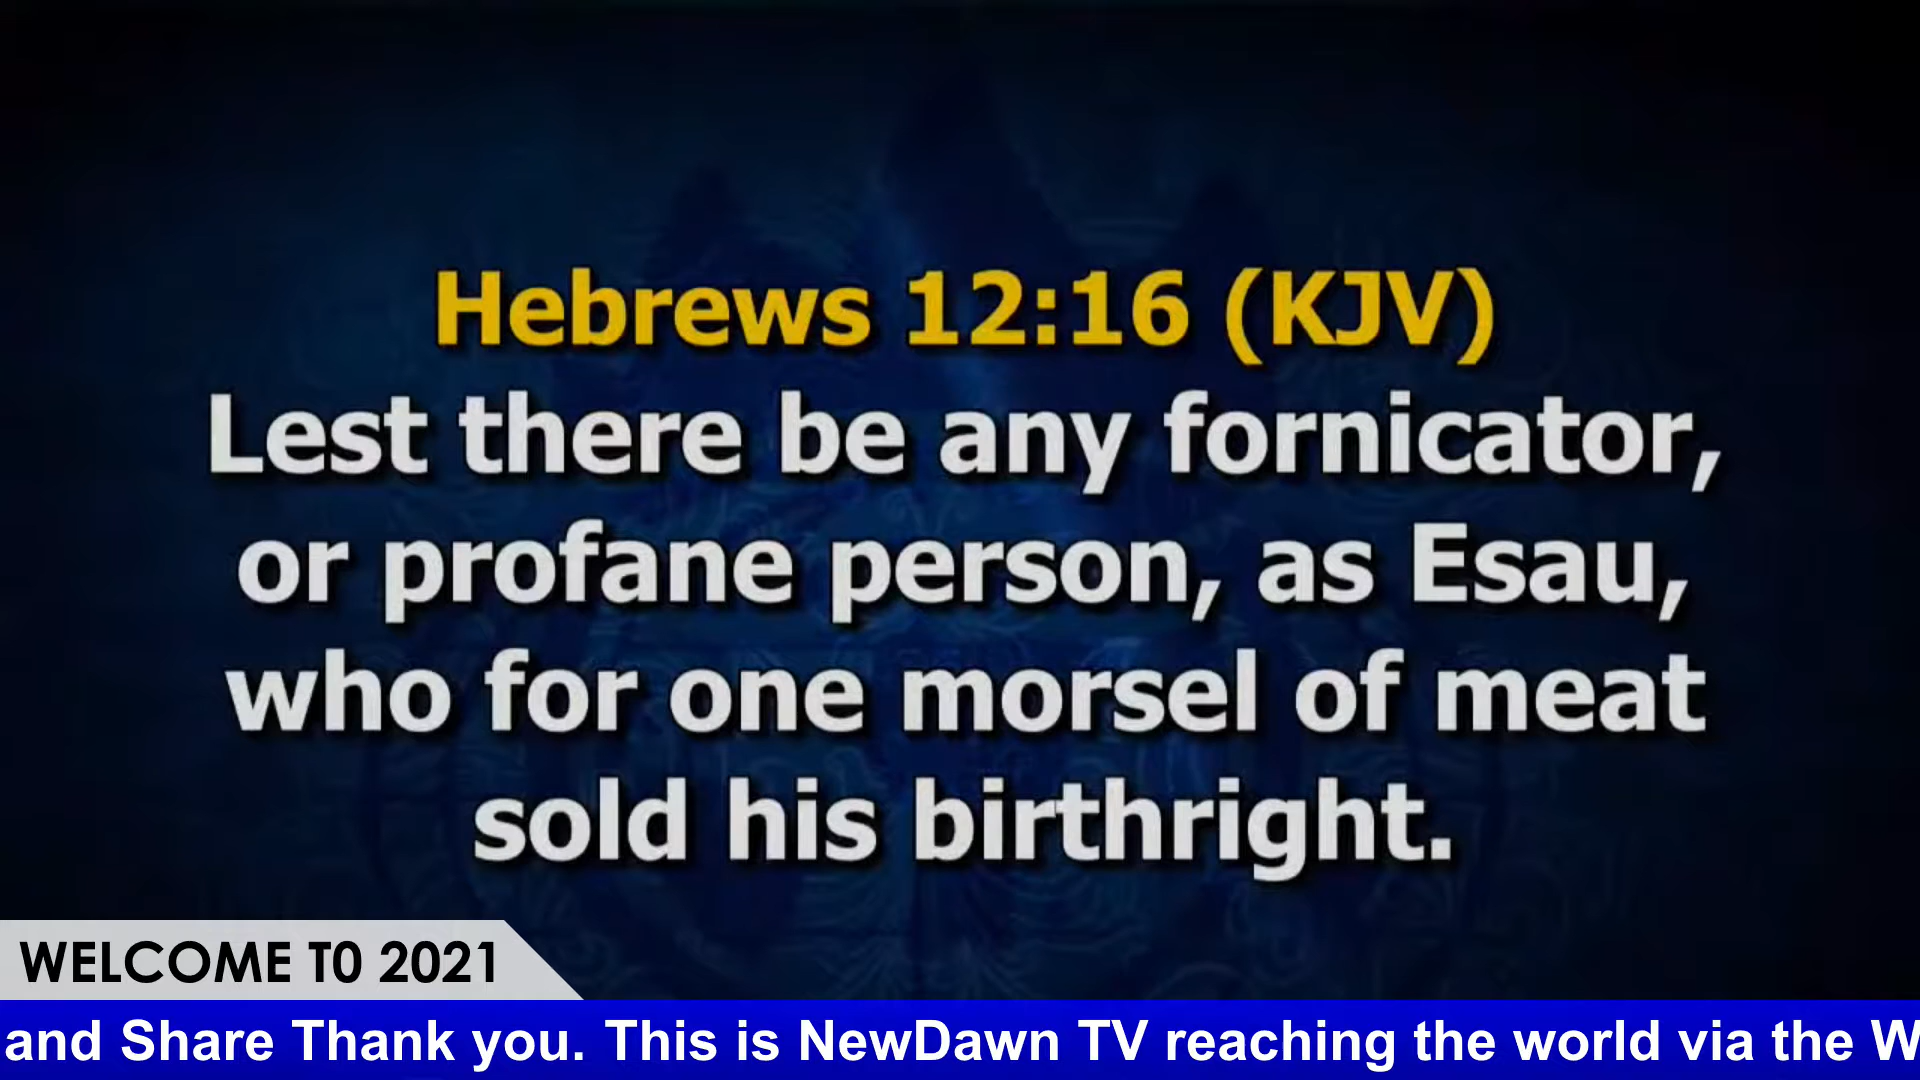 Hebrews 12:16 (KJV)
Lest there be any fornicator,
or profane person, as Esau,
who for one morsel of meat
sold his birthright.
WELCOME T0 2021
and Share Thank you. This is NewDawn TV reaching the world via the W